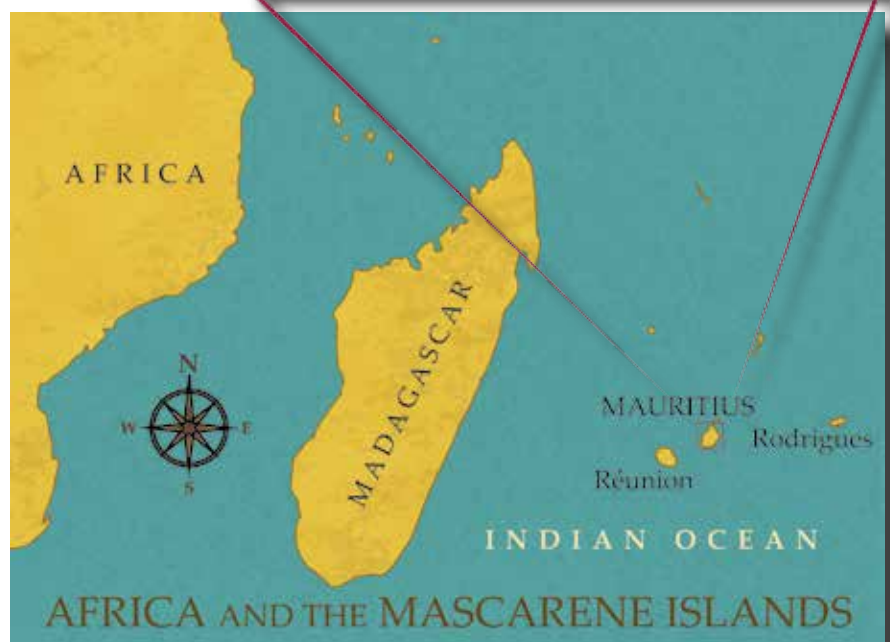 AFRICA
MADAGASCAR
N
W E
S
MAURITIUS
Rodrigues
Réunion
INDIAN OCEAN
AFRICA AND THE MASCARENE ISLANDS